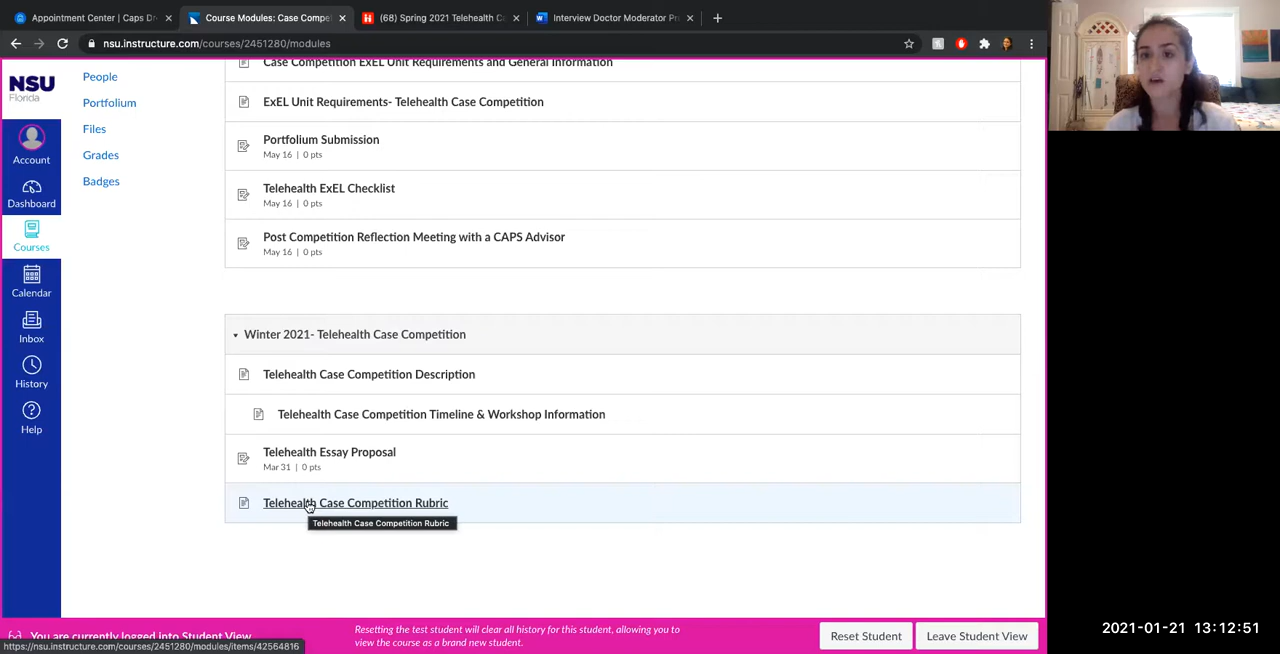 Appointment Center | Caps Dr
Course Modules: Case Compe
(68) Spring 2021 Telehealth C
Interview Doctor Moderator Pr
nsu.instructure.com/courses/2451280/modules
NSU
Florida
Account
Dashboard
Courses
Calendar
Inbox
History
Help
People
Portfolium
Files
Grades
Badges
Case Competition ExEL Unit Requirements and General Information
ExEL Unit Requirements- Telehealth Case Competition
Portfolium Submission
May 16 | 0 pts
Telehealth ExEL Checklist
May 16 | 0 pts
Post Competition Reflection Meeting with a CAPS Advisor
May 16 | 0 pts
Winter 2021- Telehealth Case Competition
Telehealth Case Competition Description
Telehealth Case Competition Timeline & Workshop Information
Telehealth Essay Proposal
Mar 31 | 0 pts
Telehealth Case Competition Rubric
Telehealth Case Competition Rubric
You are currently logged into Student View
Resetting the test student will clear all history for this student, allowing you to
view the course as a brand new student.
Reset Student
Leave Student View
https://nsu.instructure.com/courses/2451280/modules/items/42564816
2021-01-21 13:12:51